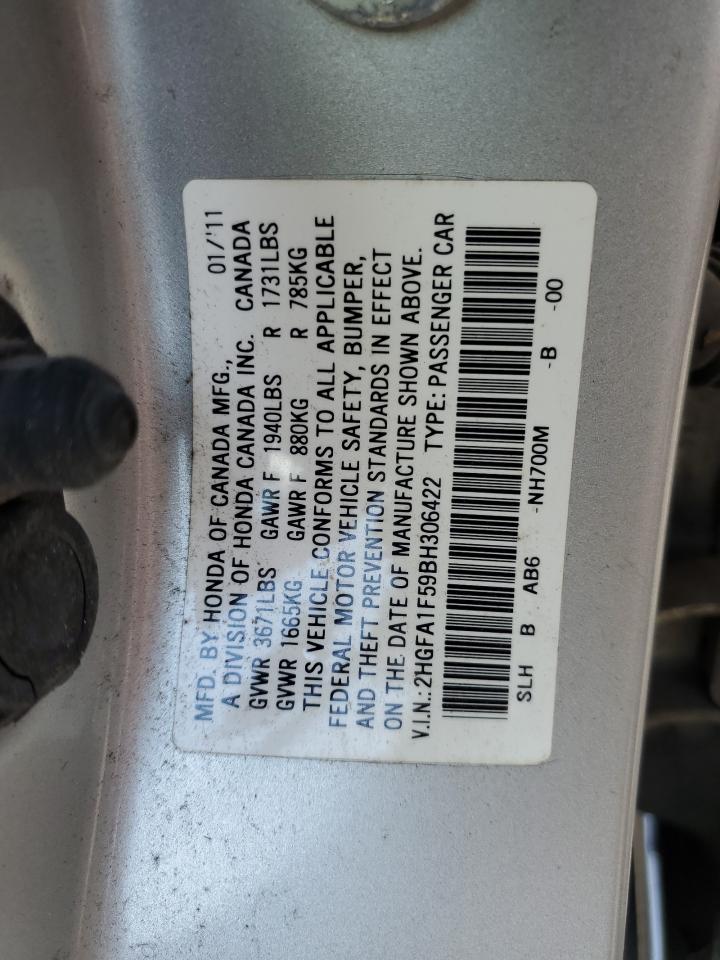 MFD. BY HONDA OF CANADA MFG., 01/'11
A DIVISION OF HONDA CANADA INC. CANADA
GVWR 3671LBS GAWR F 1940LBS R 1731LBS
GVWR 1665KG GAWR F 880KG R 785KG
THIS VEHICLE CONFORMS TO ALL APPLICABLE
FEDERAL MOTOR VEHICLE SAFETY, BUMPER,
AND THEFT PREVENTION STANDARDS IN EFFECT
ON THE DATE OF MANUFACTURE SHOWN ABOVE.
V.I.N.:2HGFA1F59BH306422 TYPE:PASSENGER CAR
SLH B AB6 -NH700M -B -00